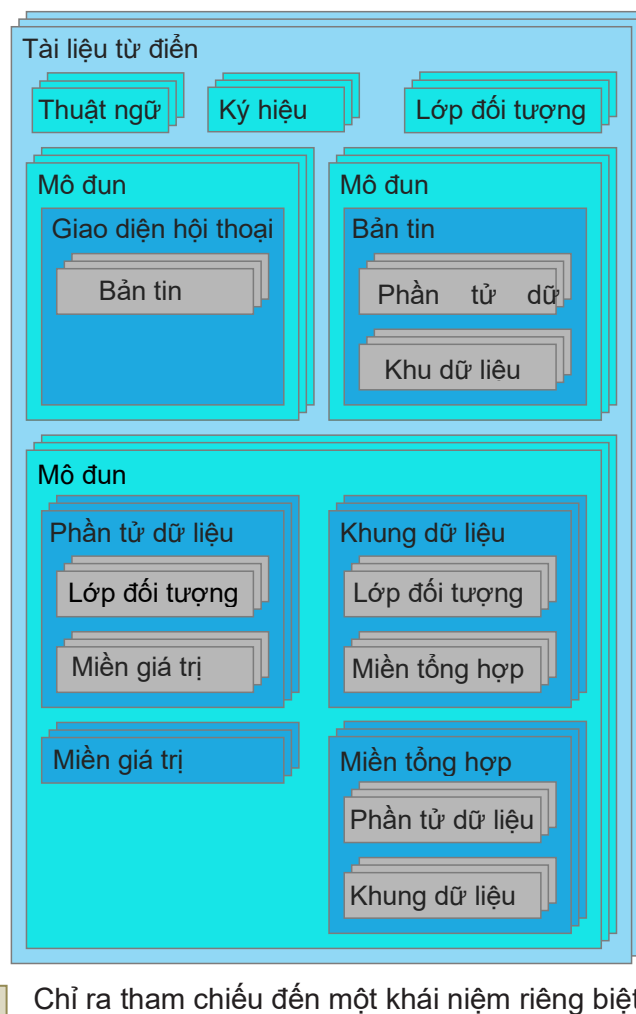 Tài liệu từ điển
Thuật ngữ
Ký hiệu
Lớp đối tượng
Mô đun
Giao diện hội thoại
Bản tin
Mô đun
Bản tin
Phần tử dữ
Khu dữ liêu
Mô đun
Phần tử dữ liệu
Lớp đối tượng
Miền giá trị
Khung dữ liệu
Lớp đối tượng
Miền tổng hợp
Miền giá trị
Miền tổng hợp
Phần tử dữ liệu
Khung dữ liệu
Chỉ ra tham chiếu đến một khái niệm riêng biệt